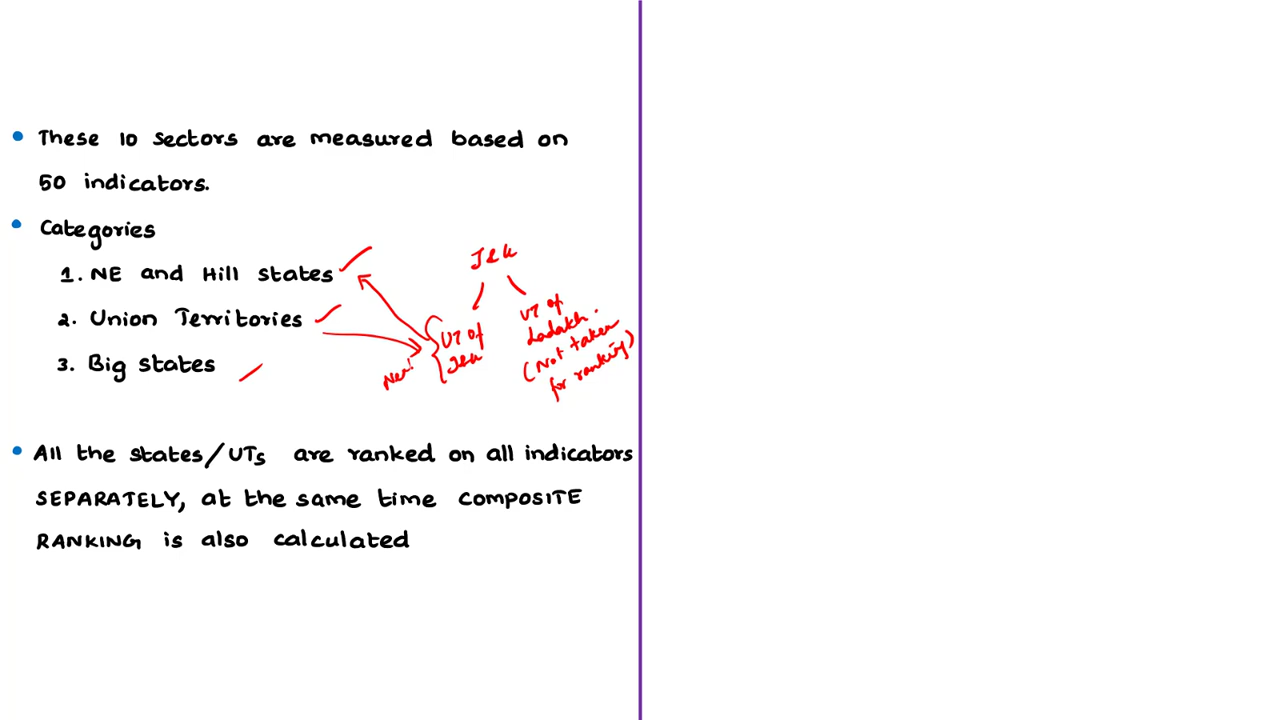 These 10 sectors are measured based on
50 indicators.
Categories
1. NE and Hill states
2. Union Territories
3. Big states
J&K
UT of
J&K
UT of
Ladakh.
(Not taken
for ranking)
All the states/UTs are ranked on all indicators
SEPARATELY, at the same time COMPOSITE
RANKING is also calculated